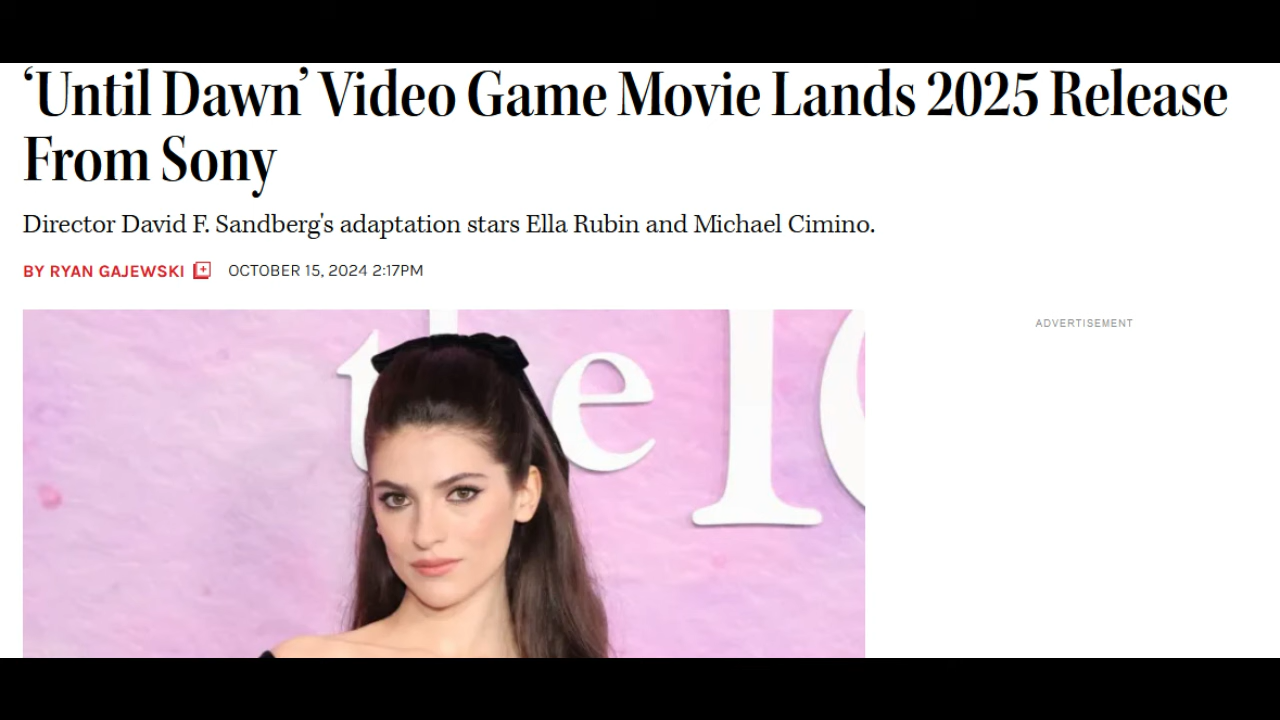 ‘Until Dawn’ Video Game Movie Lands 2025 Release
From Sony
Director David F. Sandberg's adaptation stars Ella Rubin and Michael Cimino.
BY RYAN GAJEWSKI OCTOBER 15, 2024 2:17PM
ADVERTISEMENT
the I